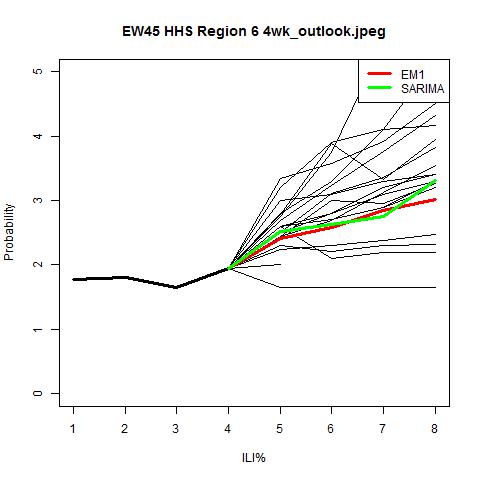 EW45 HHS Region 6 4wk_outlook.jpeg
EM1
SARIMA
Probability
5
4
3
2
1
0
1 2 3 4 5 6 7 8
ILI%